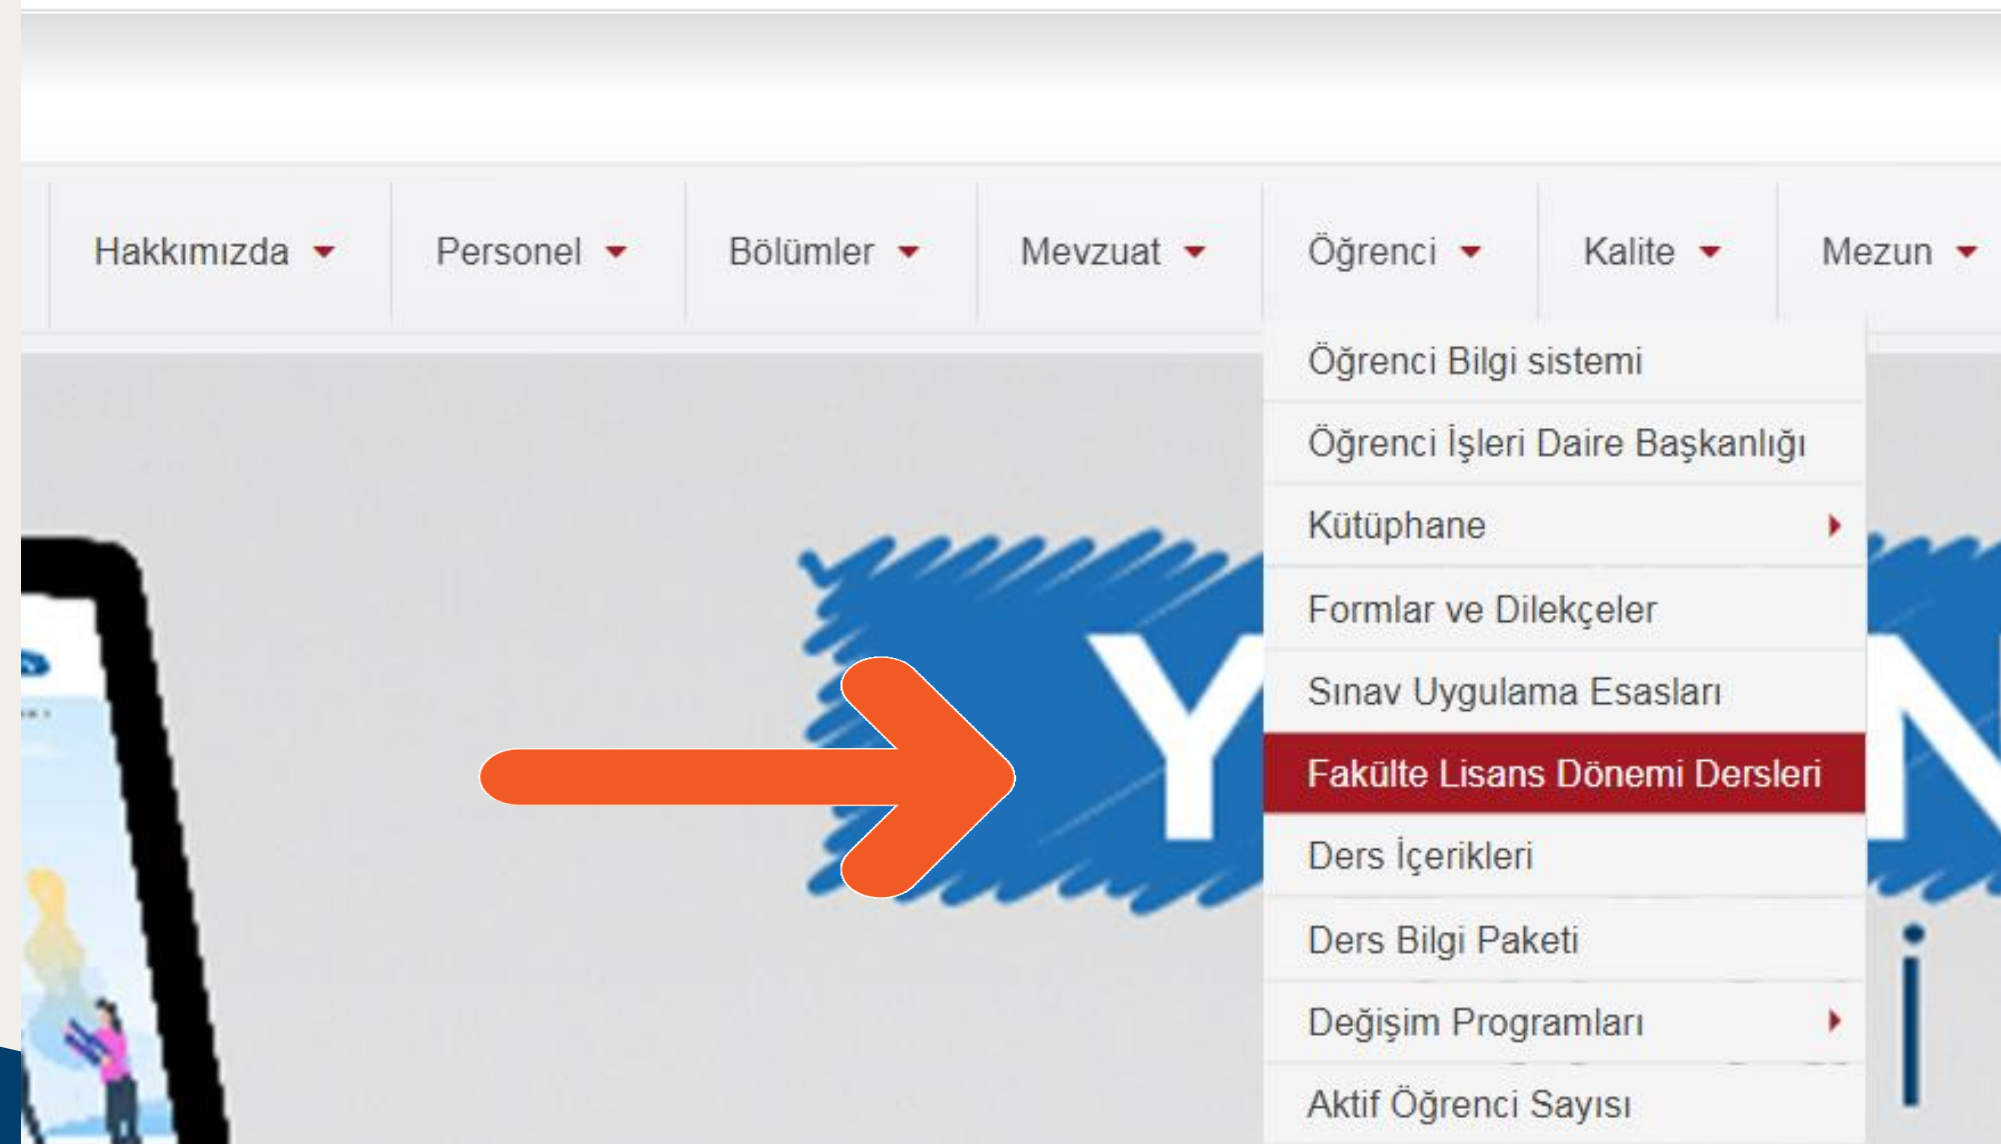 Hakkımızda Personel Bölümler Mevzuat Öğrenci Kalite Mezun
Öğrenci Bilgi sistemi
Öğrenci İşleri Daire Başkanlığı
Kütüphane
Formlar ve Dilekçeler
Sınav Uygulama Esasları
Fakülte Lisans Dönemi Dersleri
Ders İçerikleri
Ders Bilgi Paketi
Değişim Programları
Aktif Öğrenci Sayısı